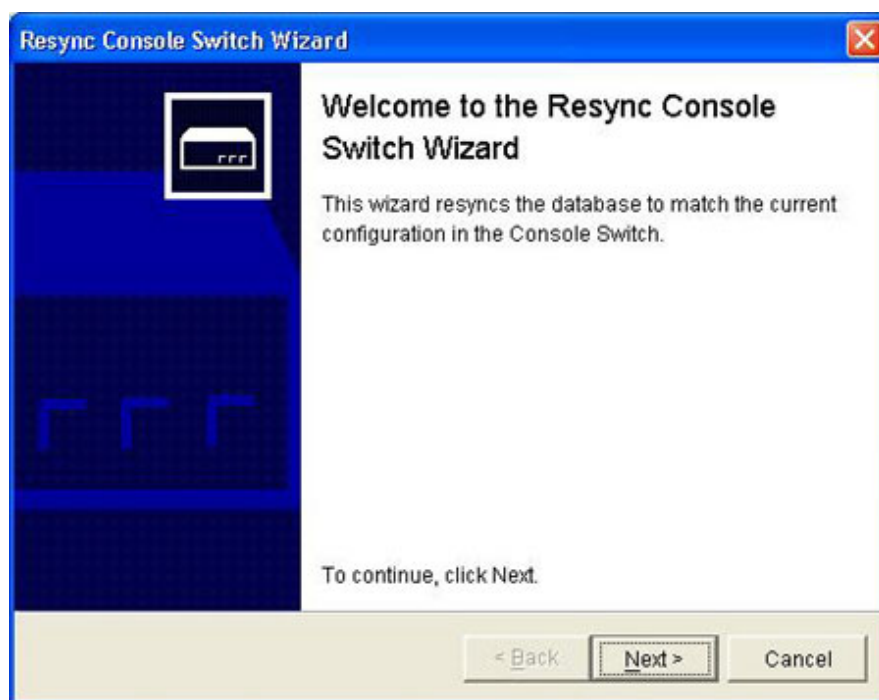 Resync Console Switch Wizard
Welcome to the Resync Console
Switch Wizard
This wizard resyncs the database to match the current
configuration in the Console Switch.
To continue, click Next.
< Back
Next >
Cancel